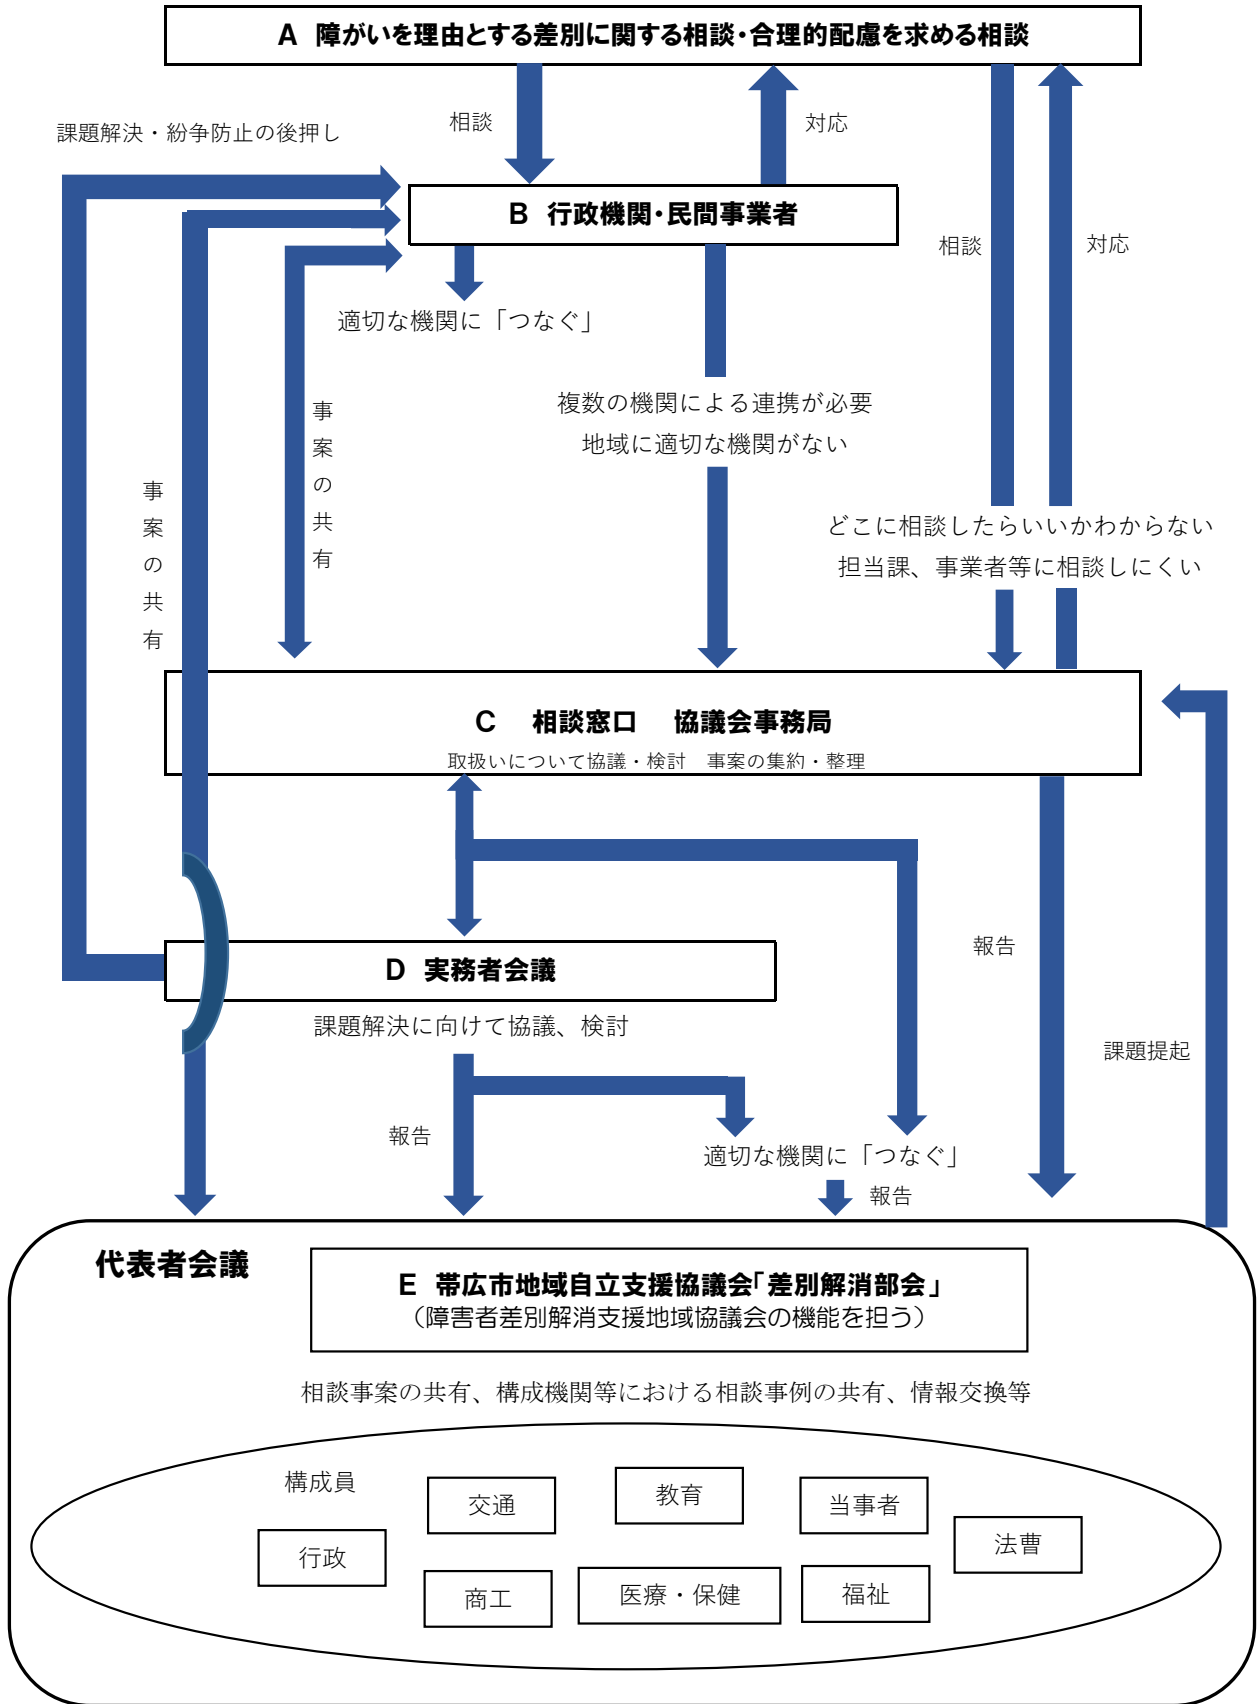 A 障がいを理由とする差別に関する相談・合理的配慮を求める相談
課題解決・紛争防止の後押し
相談
対応
B 行政機関・民間事業者
相談
対応
適切な機関に「つなぐ」
事案の共有
複数の機関による連携が必要
地域に適切な機関がない
事案の共有
どこに相談したらいいかわからない
担当課、事業者等に相談しにくい
C 相談窓口 協議会事務局
取扱いについて協議・検討 事案の集約・整理
報告
D 実務者会議
課題解決に向けて協議、検討
課題提起
報告
適切な機関に「つなぐ」
報告
代表者会議
E 帯広市地域自立支援協議会「差別解消部会」
（障害者差別解消支援地域協議会の機能を担う）
相談事案の共有、構成機関等における相談事例の共有、情報交換等
構成員
交通
教育
当事者
行政
法曹
商工
医療・保健
福祉